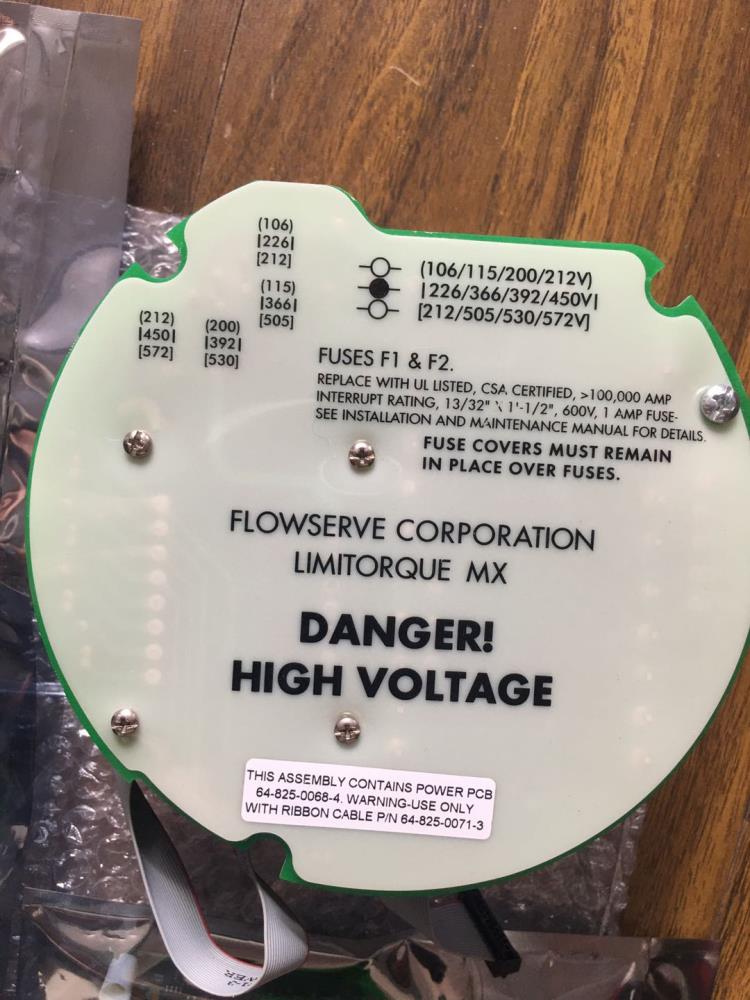 (106)
|226|
[212]
(115)
|366|
[505]
(212)
|450|
[572]
(200)
|392|
[530]
(106/115/200/212V)
|226/366/392/450V|
[212/505/530/572V]
FUSES F1 & F2.
REPLACE WITH UL LISTED, CSA CERTIFIED, >100,000 AMP
INTERRUPT RATING, 13/32" X 1'-1/2", 600V, 1 AMP FUSE-
SEE INSTALLATION AND MAINTENANCE MANUAL FOR DETAILS.
FUSE COVERS MUST REMAIN
IN PLACE OVER FUSES.
FLOWSERVE CORPORATION
LIMITORQUE MX
DANGER!
HIGH VOLTAGE
THIS ASSEMBLY CONTAINS POWER PCB
64-825-0068-4. WARNING-USE ONLY
WITH RIBBON CABLE P/N 64-825-0071-3